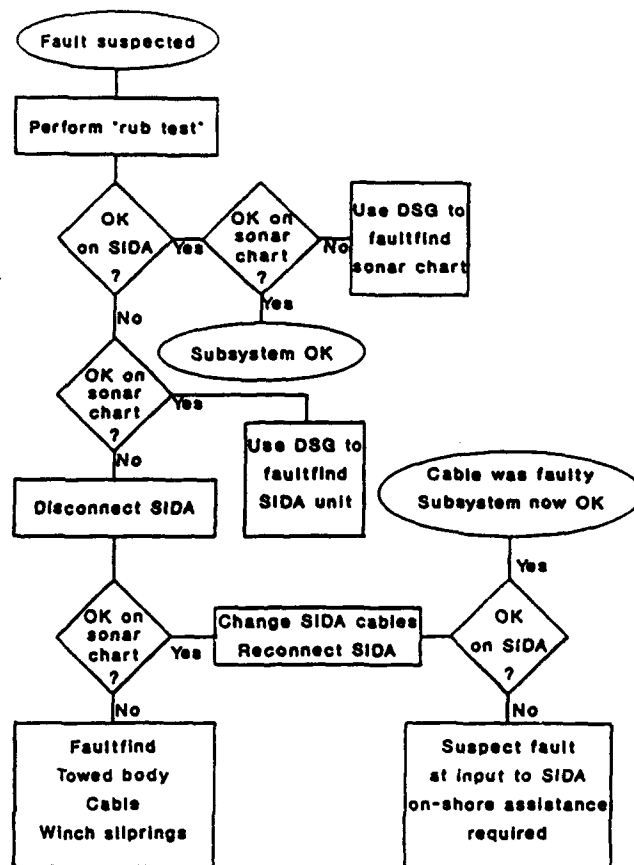 Fault suspected
Perform "rub test"
OK
on SIDA
?
Yes
OK on
sonar
chart
?
No
Use DSG to
faultfind
sonar chart
Yes
Subsystem OK
No
OK on
sonar
chart
?
Yes
Use DSG to
faultfind
SIDA unit
No
Disconnect SIDA
Cable was faulty
Subsystem now OK
Yes
OK on
sonar
chart
?
Yes
Change SIDA cables
Reconnect SIDA
OK
on SIDA
?
No
Faultfind
Towed body
Cable
Winch sliprings
No
Suspect fault
at input to SIDA
on-shore assistance
required